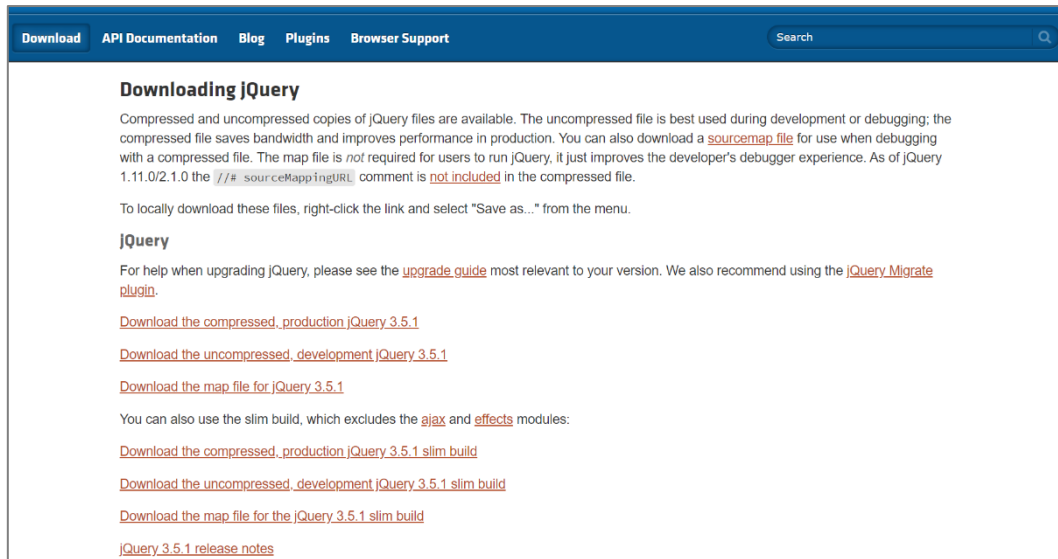 Download API Documentation Blog Plugins Browser Support Search
Downloading jQuery
Compressed and uncompressed copies of jQuery files are available. The uncompressed file is best used during development or debugging; the
compressed file saves bandwidth and improves performance in production. You can also download a sourcemap file for use when debugging
with a compressed file. The map file is not required for users to run jQuery, it just improves the developer's debugger experience. As of jQuery
1.11.0/2.1.0 the //# sourceMappingURL comment is not included in the compressed file.
To locally download these files, right-click the link and select "Save as..." from the menu.
jQuery
For help when upgrading jQuery, please see the upgrade guide most relevant to your version. We also recommend using the jQuery Migrate
plugin.
Download the compressed, production jQuery 3.5.1
Download the uncompressed, development jQuery 3.5.1
Download the map file for jQuery 3.5.1
You can also use the slim build, which excludes the ajax and effects modules:
Download the compressed, production jQuery 3.5.1 slim build
Download the uncompressed, development jQuery 3.5.1 slim build
Download the map file for the jQuery 3.5.1 slim build
jQuery 3.5.1 release notes